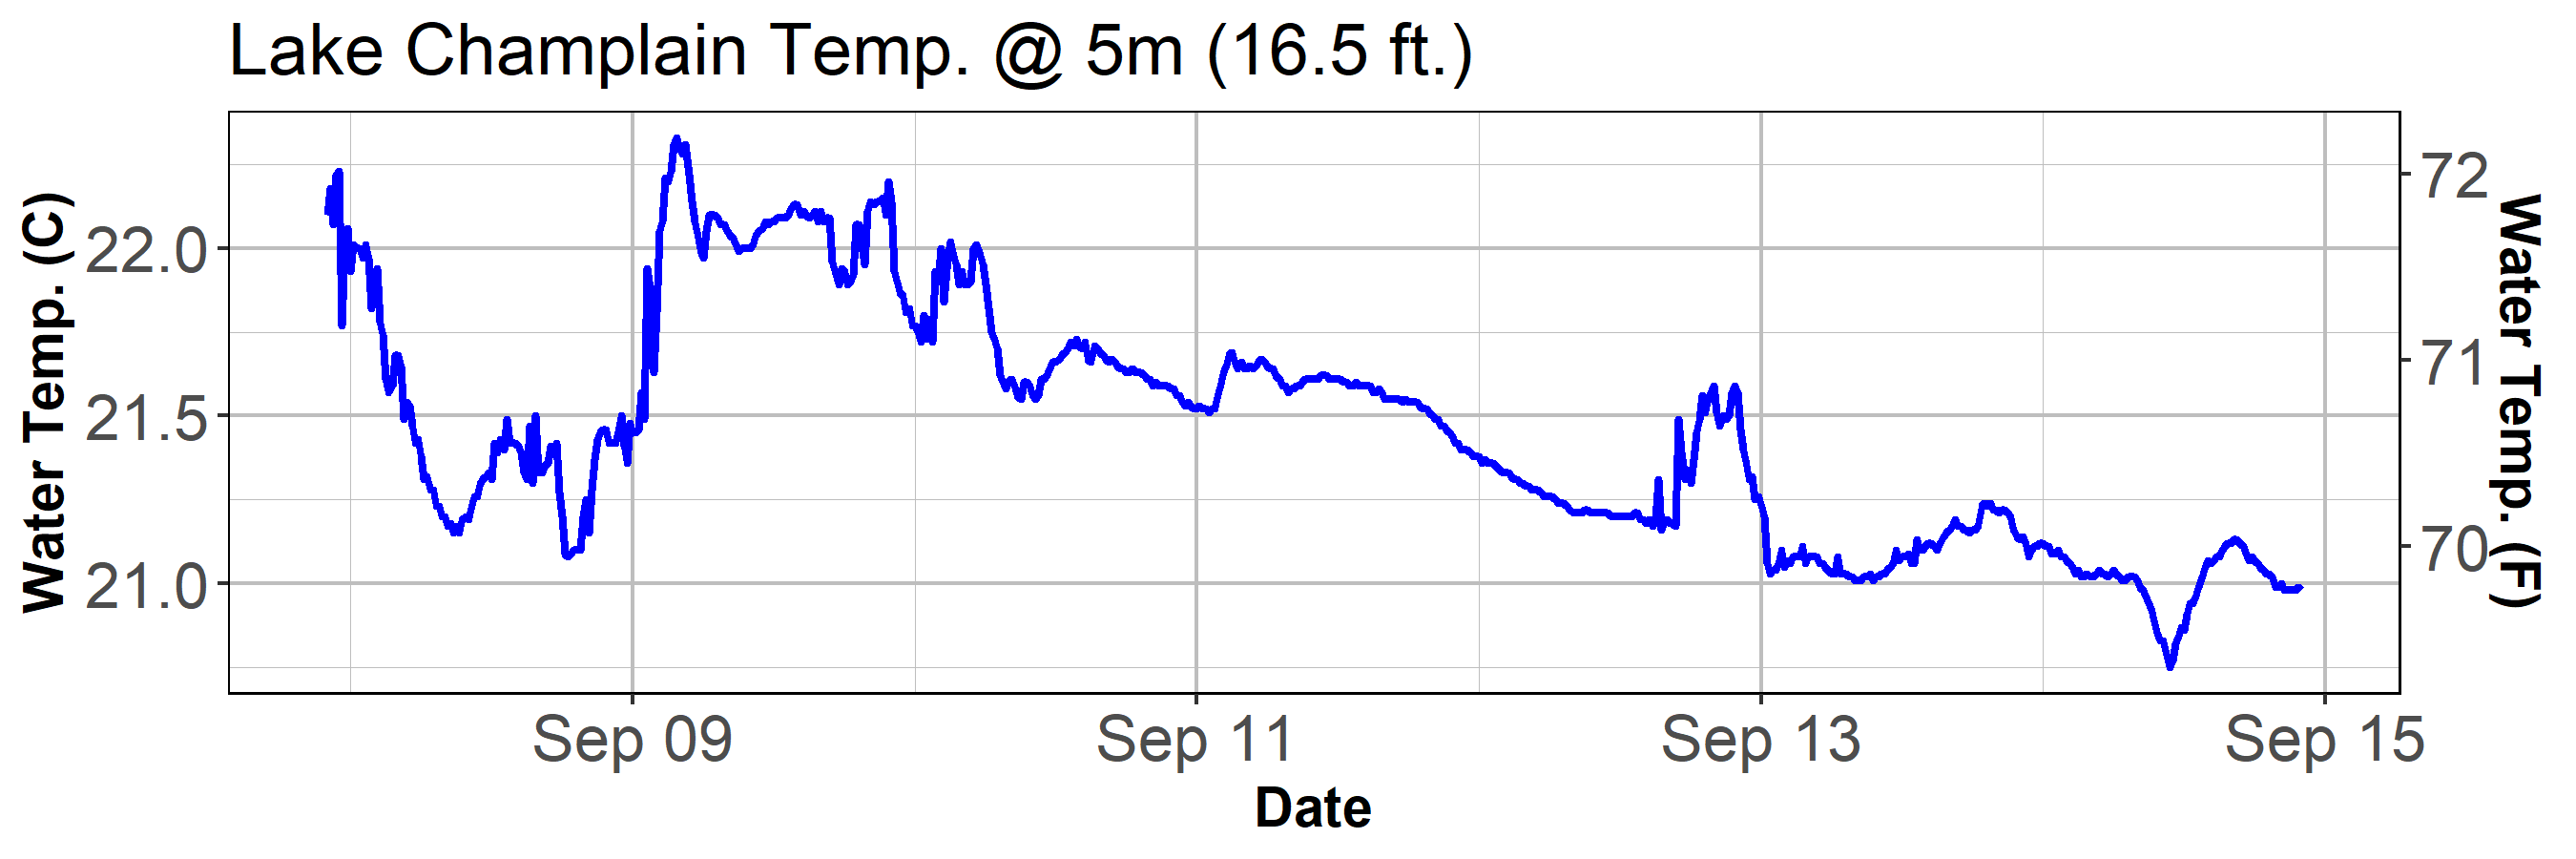 Lake Champlain Temp. @ 5m (16.5 ft.)
Water Temp. (C)
22.0
21.5
21.0
72
71
70
Water Temp. (F)
Sep 09
Sep 11
Sep 13
Sep 15
Date